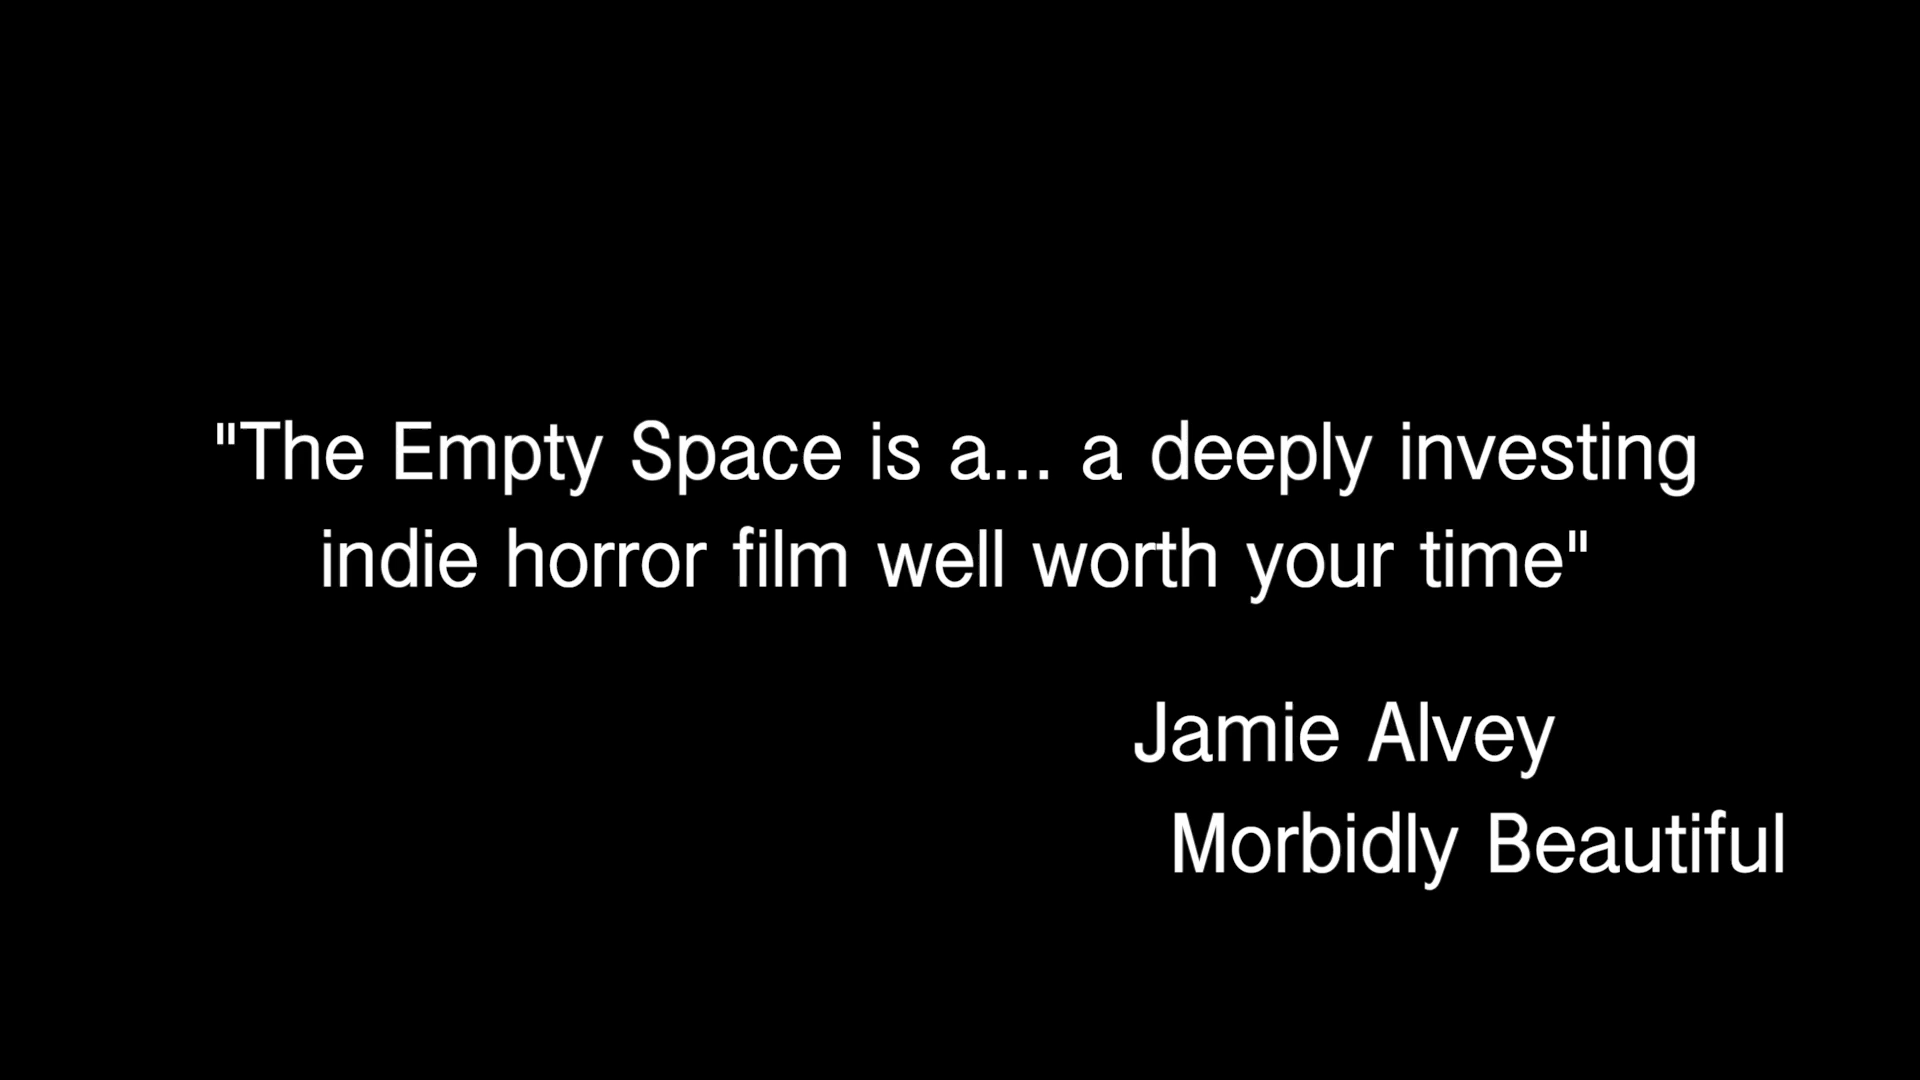 "The Empty Space is a... a deeply investing
indie horror film well worth your time"
Jamie Alvey
Morbidly Beautiful